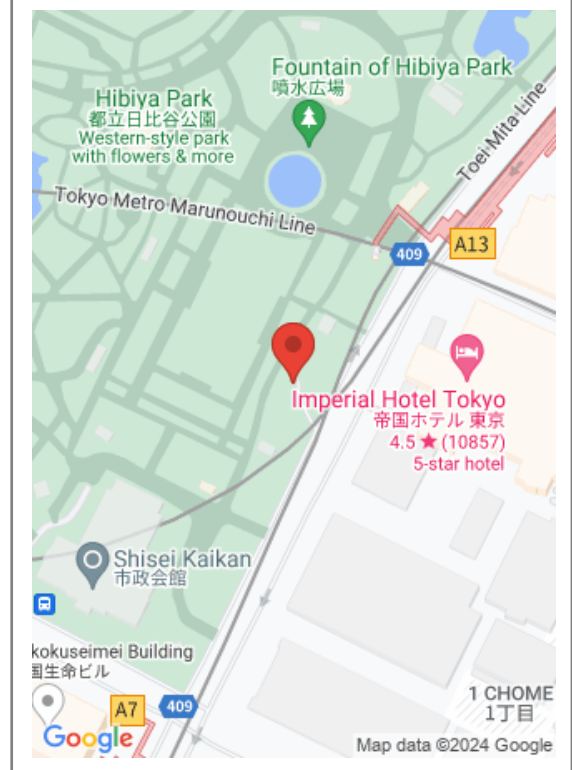 Fountain of Hibiya Park
噴水広場
Hibiya Park
都立日比谷公園
Western-style park
with flowers & more
Toei Mita Line
Tokyo Metro Marunouchi Line
A13
409
Imperial Hotel Tokyo
帝国ホテル 東京
4.5 ★ (10857)
5-star hotel
Shisei Kaikan
市政会館
kokuseimei Building
国生命ビル
1 CHOME
1丁目
A7
409
Google
Map data ©2024 Google